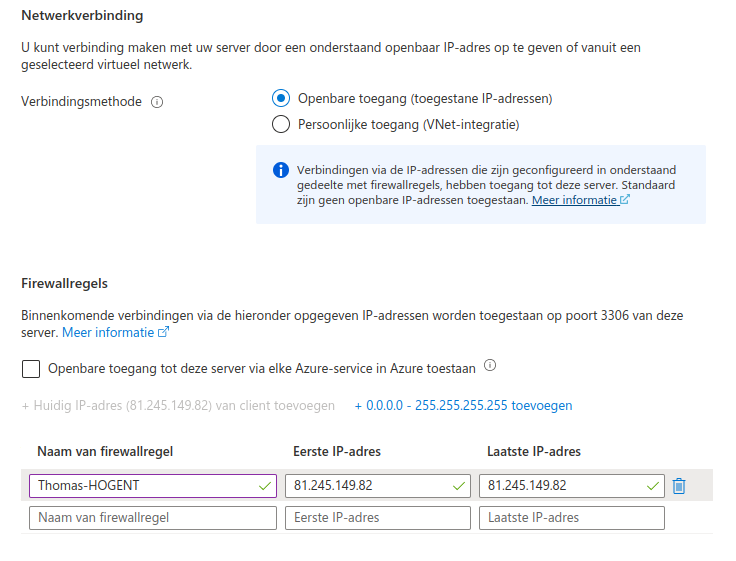 Netwerkverbinding
U kunt verbinding maken met uw server door een onderstaand openbaar IP-adres op te geven of vanuit een
geselecteerd virtueel netwerk.
Verbindingsmethode
Openbare toegang (toegestane IP-adressen)
Persoonlijke toegang (VNet-integratie)
Verbindingen via de IP-adressen die zijn geconfigureerd in onderstaand
gedeelte met firewallregels, hebben toegang tot deze server. Standaard
zijn geen openbare IP-adressen toegestaan. Meer informatie
Firewallregels
Binnenkomende verbindingen via de hieronder opgegeven IP-adressen worden toegestaan op poort 3306 van deze
server. Meer informatie
Openbare toegang tot deze server via elke Azure-service in Azure toestaan
+ Huidig IP-adres (81.245.149.82) van client toevoegen + 0.0.0.0 - 255.255.255.255 toevoegen
Naam van firewallregel Eerste IP-adres Laatste IP-adres
Thomas-HOGENT 81.245.149.82 81.245.149.82
Naam van firewallregel Eerste IP-adres Laatste IP-adres